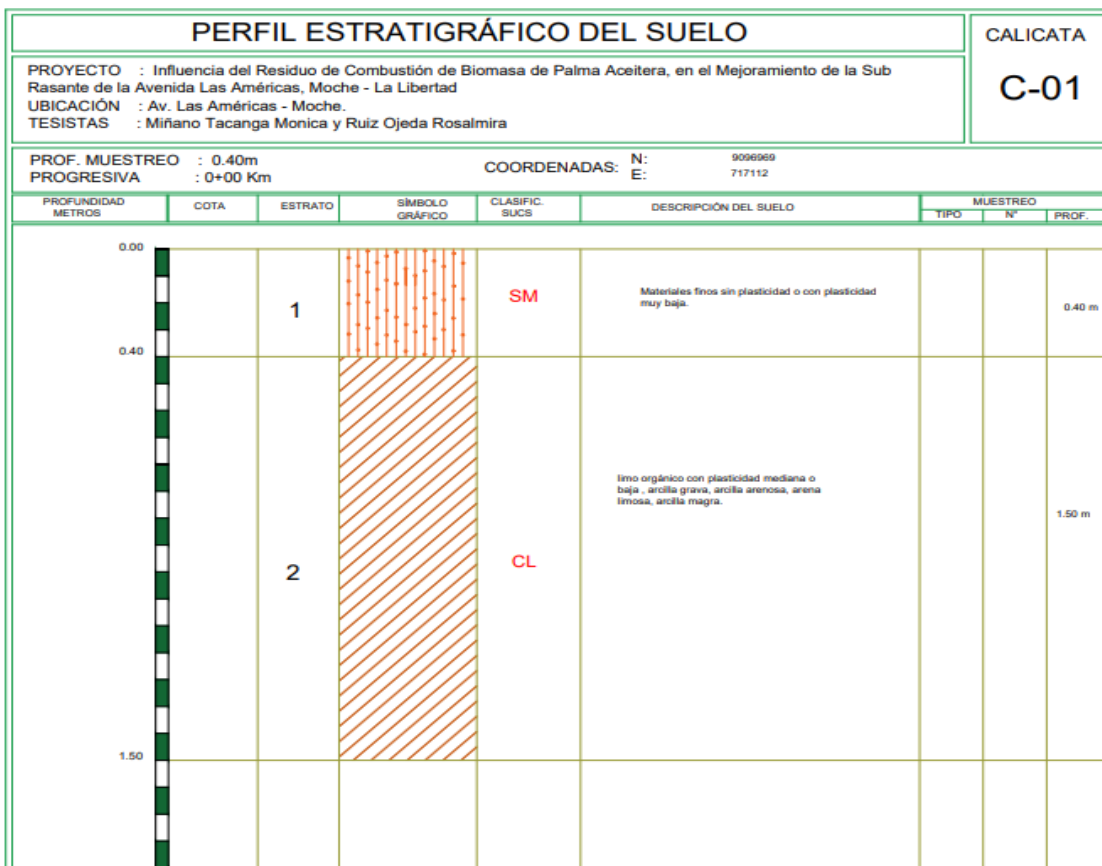 PERFIL ESTRATIGRÁFICO DEL SUELO
CALICATA
C-01
PROYECTO : Influencia del Residuo de Combustión de Biomasa de Palma Aceitera, en el Mejoramiento de la Sub
Rasante de la Avenida Las Américas, Moche - La Libertad
UBICACIÓN : Av. Las Américas - Moche.
TESISTAS : Miñano Tacanga Monica y Ruiz Ojeda Rosalmira
PROF. MUESTREO : 0.40m
PROGRESIVA : 0+00 Km
COORDENADAS: N: 9096969
E: 717112
PROFUNDIDAD METROS
COTA
ESTRATO
SÍMBOLO GRÁFICO
CLASIFIC. SUCS
DESCRIPCIÓN DEL SUELO
MUESTREO
TIPO N° PROF.
0.00
1
SM
Materiales finos sin plasticidad o con plasticidad
muy baja.
0.40 m
0.40
2
CL
limo orgánico con plasticidad mediana o
baja , arcilla grava, arcilla arenosa, arena
limosa, arcilla magra.
1.50 m
1.50